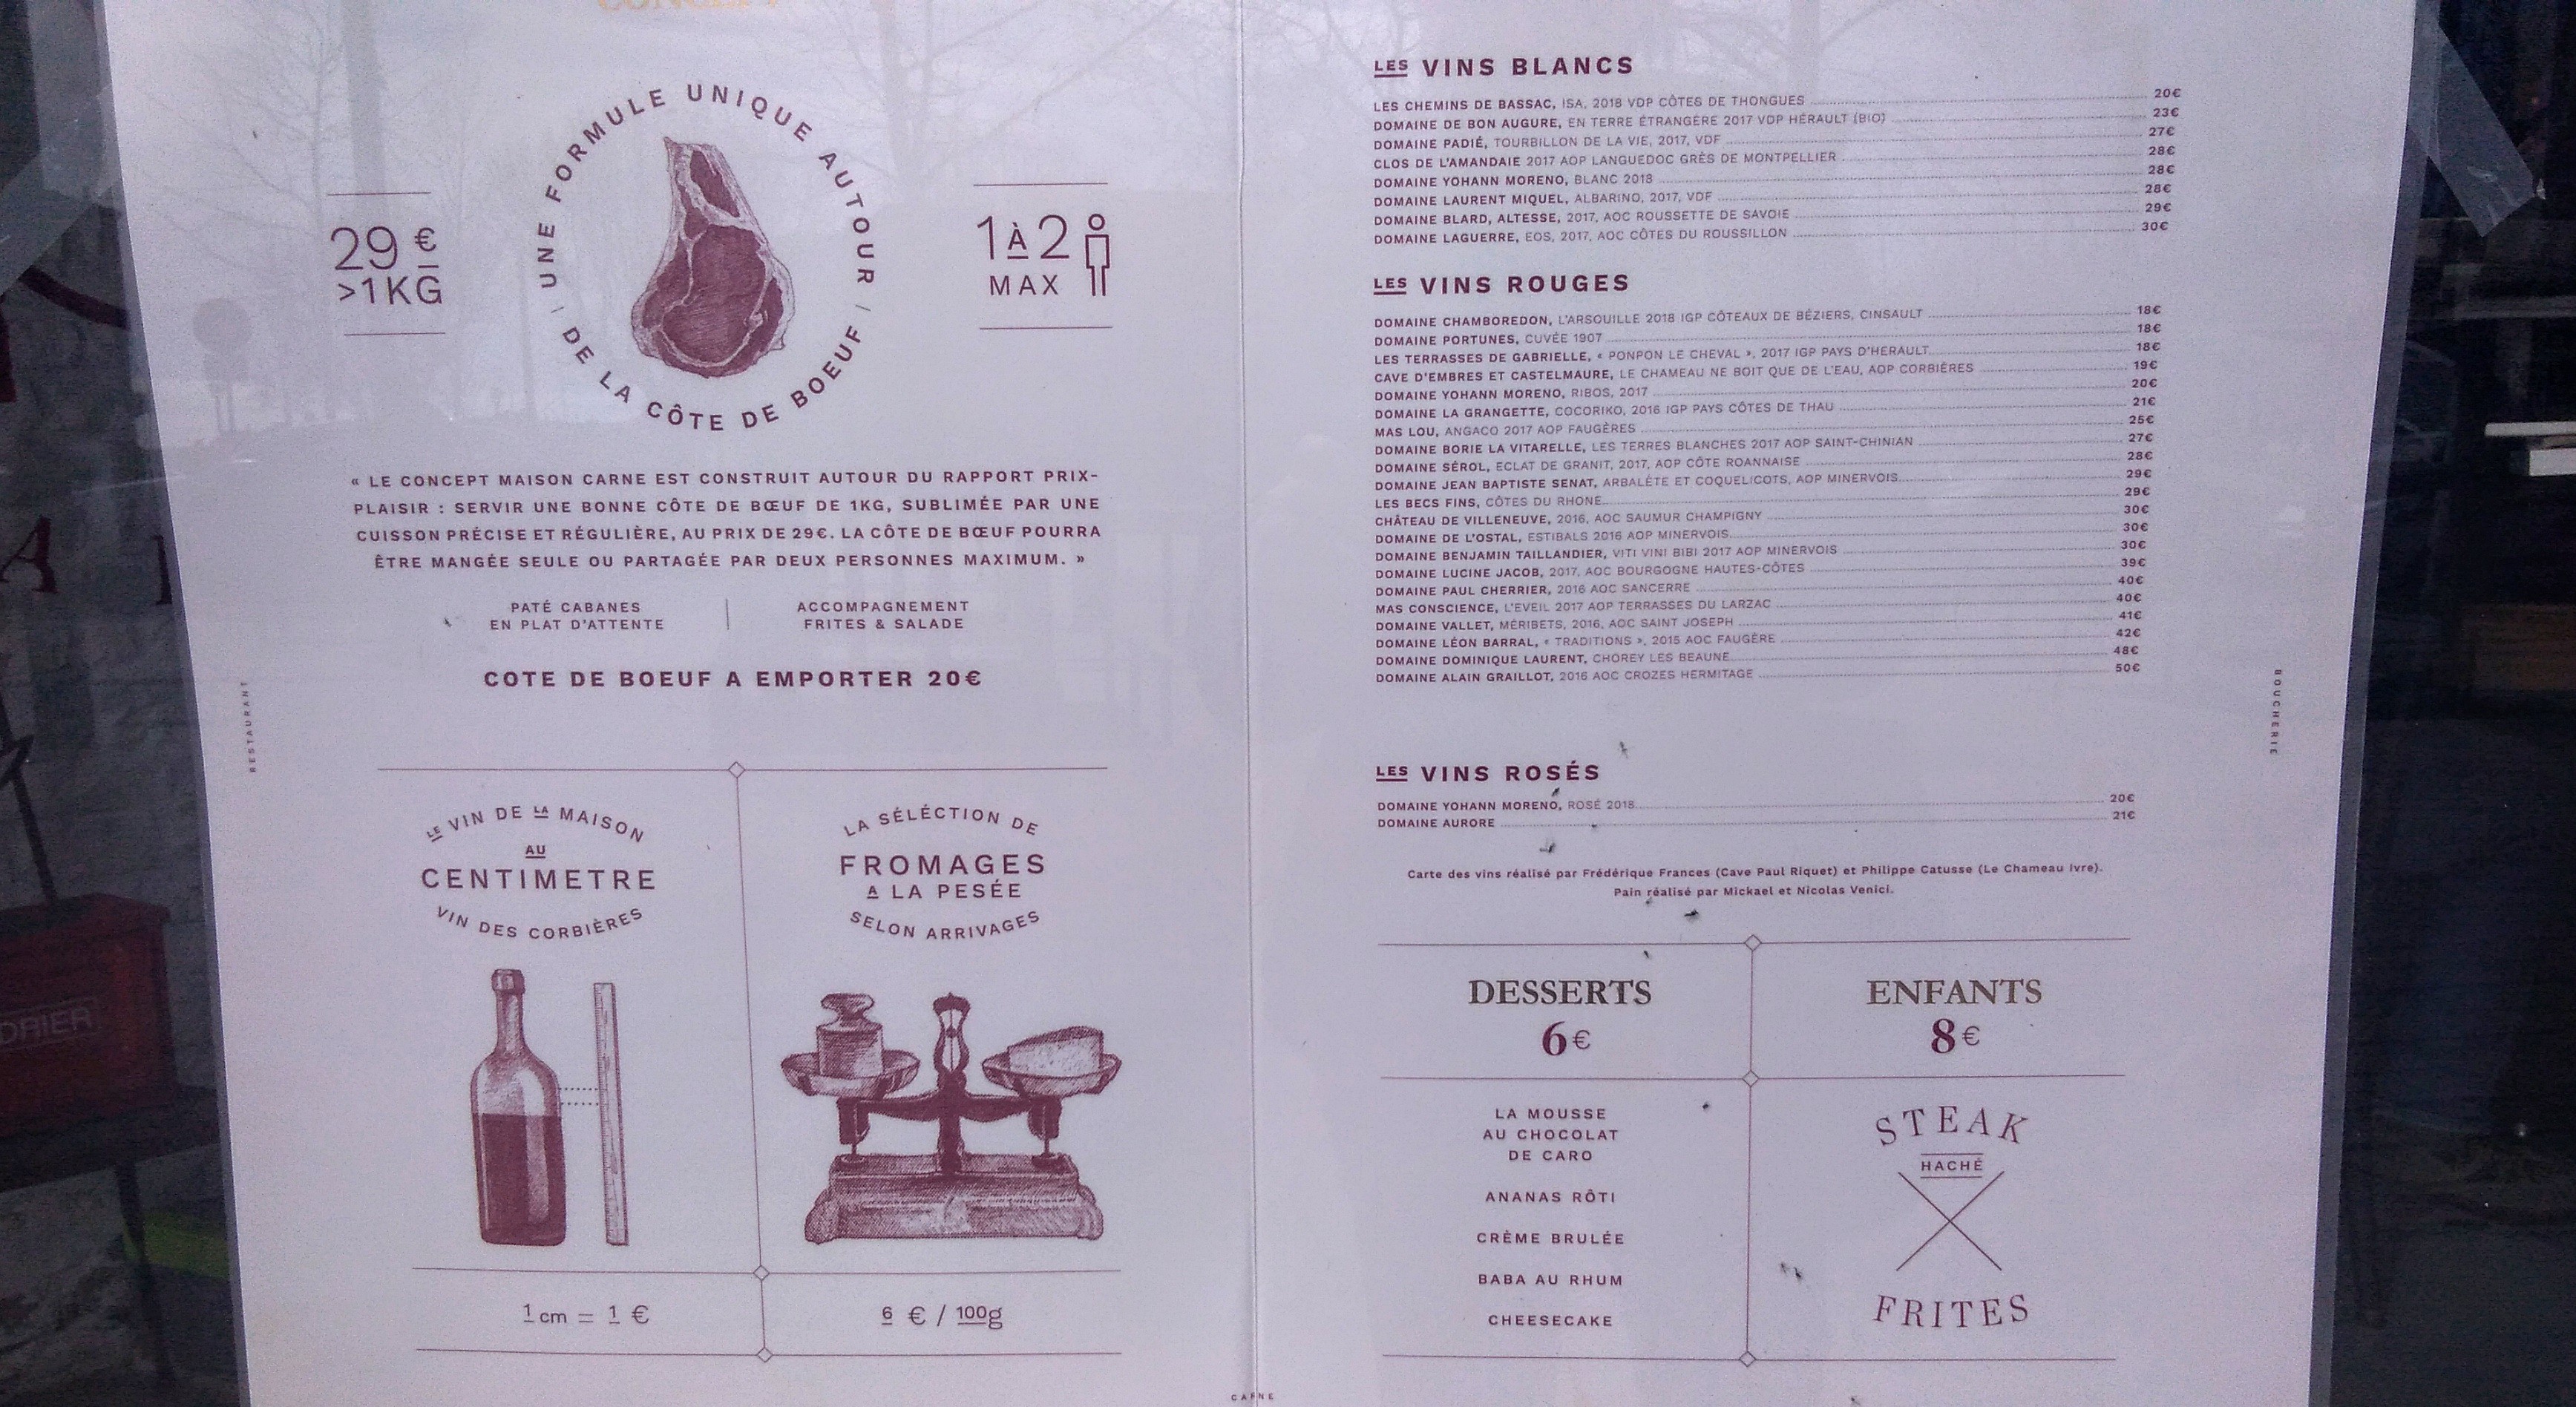 UNE FORMULE UNIQUE AUTOUR
DE LA CÔTE DE BOEUF
29 €
>1KG
1 À 2
MAX
« LE CONCEPT MAISON CARNE EST CONSTRUIT AUTOUR DU RAPPORT PRIX-
PLAISIR : SERVIR UNE BONNE CÔTE DE BŒUF DE 1KG, SUBLIMÉE PAR UNE
CUISSON PRÉCISE ET RÉGULIÈRE, AU PRIX DE 29€. LA CÔTE DE BŒUF POURRA
ÊTRE MANGÉE SEULE OU PARTAGÉE PAR DEUX PERSONNES MAXIMUM. »
PATÉ CABANES
EN PLAT D'ATTENTE
ACCOMPAGNEMENT
FRITES & SALADE
COTE DE BOEUF A EMPORTER 20€
RESTAURANT
LE VIN DE LA MAISON
AU
CENTIMETRE
VIN DES CORBIÈRES
1 cm = 1 €
LA SÉLÉCTION DE
FROMAGES
A LA PESÉE
SELON ARRIVAGES
6 € / 100g
LES VINS BLANCS
LES CHEMINS DE BASSAC, ISA, 2018 VDP CÔTES DE THONGUES 20€
DOMAINE DE BON AUGURE, EN TERRE ÉTRANGÈRE 2017 VDP HÉRAULT (BIO) 23€
DOMAINE PADIÉ, TOURBILLON DE LA VIE, 2017, VDF 27€
CLOS DE L'AMANDAIE 2017 AOP LANGUEDOC GRÈS DE MONTPELLIER 28€
DOMAINE YOHANN MORENO, BLANC 2018 28€
DOMAINE LAURENT MIQUEL, ALBARINO, 2017, VDF 28€
DOMAINE BLARD, ALTESSE, 2017, AOC ROUSSETTE DE SAVOIE 29€
DOMAINE LAGUERRE, EOS, 2017, AOC CÔTES DU ROUSSILLON 30€
LES VINS ROUGES
DOMAINE CHAMBOREDON, L'ARSOUILLE 2018 IGP CÔTEAUX DE BÉZIERS, CINSAULT 18€
DOMAINE PORTUNES, CUVÉE 1907 18€
LES TERRASSES DE GABRIELLE, « PONPON LE CHEVAL », 2017 IGP PAYS D'HERAULT 18€
CAVE D'EMBRES ET CASTELMAURE, LE CHAMEAU NE BOIT QUE DE L'EAU, AOP CORBIÈRES 19€
DOMAINE YOHANN MORENO, RIBOS, 2017 20€
DOMAINE LA GRANGETTE, COCORIKO, 2016 IGP PAYS CÔTES DE THAU 21€
MAS LOU, ANGACO 2017 AOP FAUGÈRES 25€
DOMAINE BORIE LA VITARELLE, LES TERRES BLANCHES 2017 AOP SAINT-CHINIAN 27€
DOMAINE SÉROL, ECLAT DE GRANIT, 2017, AOP CÔTE ROANNAISE 28€
DOMAINE JEAN BAPTISTE SENAT, ARBALÈTE ET COQUELICOTS, AOP MINERVOIS 29€
LES BECS FINS, CÔTES DU RHONE 29€
CHÂTEAU DE VILLENEUVE, 2016, AOC SAUMUR CHAMPIGNY 30€
DOMAINE DE L'OSTAL, ESTIBALS 2016 AOP MINERVOIS 30€
DOMAINE BENJAMIN TAILLANDIER, VITI VINI BIBI 2017 AOP MINERVOIS 30€
DOMAINE LUCINE JACOB, 2017, AOC BOURGOGNE HAUTES-CÔTES 39€
DOMAINE PAUL CHERRIER, 2016 AOC SANCERRE 40€
MAS CONSCIENCE, L'EVEIL 2017 AOP TERRASSES DU LARZAC 40€
DOMAINE VALLET, MÉRIBETS, 2016, AOC SAINT JOSEPH 41€
DOMAINE LÉON BARRAL, « TRADITIONS », 2015 AOC FAUGÈRE 42€
DOMAINE DOMINIQUE LAURENT, CHOREY LES BEAUNE 48€
DOMAINE ALAIN GRAILLOT, 2016 AOC CROZES HERMITAGE 50€
BOUCHERIE
LES VINS ROSÉS
DOMAINE YOHANN MORENO, ROSÉ 2018 20€
DOMAINE AURORE 21€
Carte des vins réalisé par Frédérique Frances (Cave Paul Riquet) et Philippe Catusse (Le Chameau Ivre).
Pain réalisé par Mickael et Nicolas Venici.
DESSERTS
6€
LA MOUSSE
AU CHOCOLAT
DE CARO
ANANAS RÔTI
CRÈME BRULÉE
BABA AU RHUM
CHEESECAKE
ENFANTS
8€
STEAK
HACHÉ
FRITES
CARNE